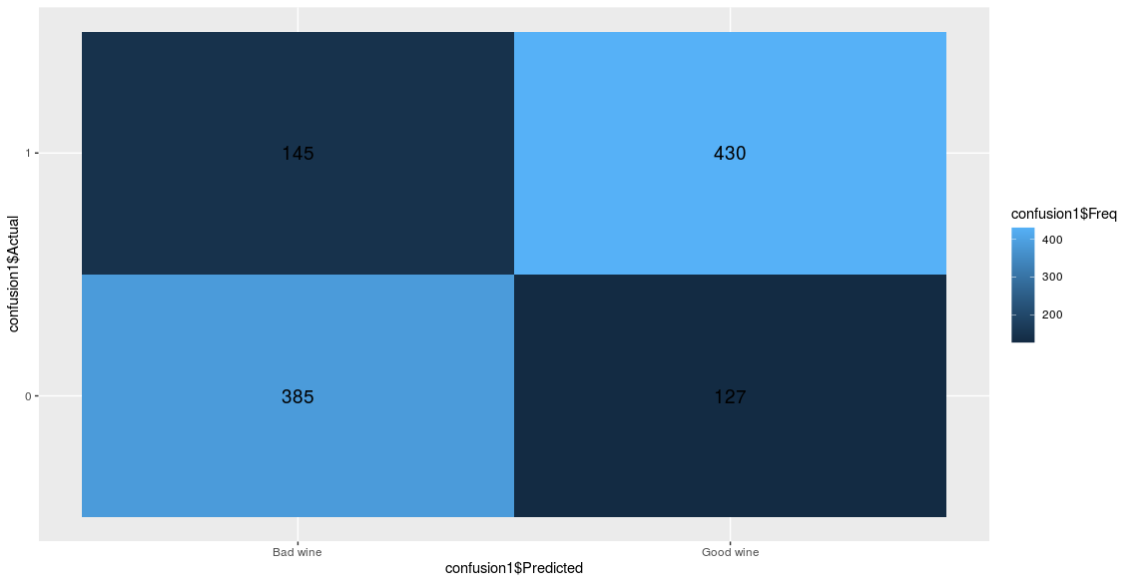 145
430
1
confusion1$Actual
385
127
0
Bad wine
Good wine
confusion1$Predicted
confusion1$Freq
400
300
200